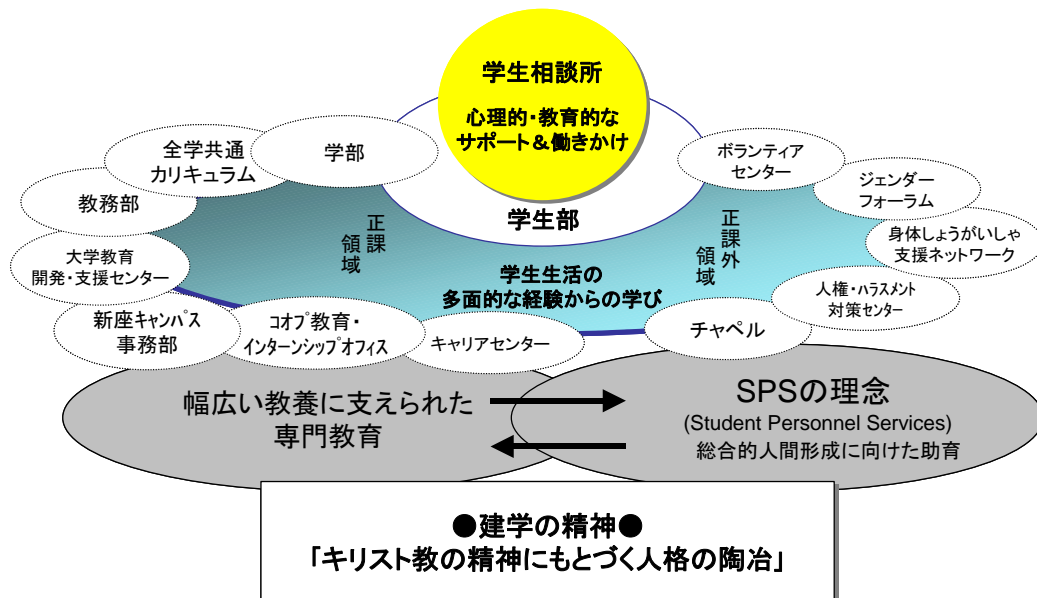 学生相談所
心理的・教育的な
サポート＆働きかけ
学生部
学部
全学共通
カリキュラム
教務部
大学教育
開発・支援センター
新座キャンパス
事務部
コオプ教育・
インターンシップオフィス
キャリアセンター
正課
領域
学生生活の
多面的な経験からの学び
正課外
領域
ボランティア
センター
ジェンダー
フォーラム
身体しょうがいしゃ
支援ネットワーク
人権・ハラスメント
対策センター
チャペル
幅広い教養に支えられた
専門教育
SPSの理念
(Student Personnel Services)
総合的人間形成に向けた助育
●建学の精神●
「キリスト教の精神にもとづく人格の陶冶」